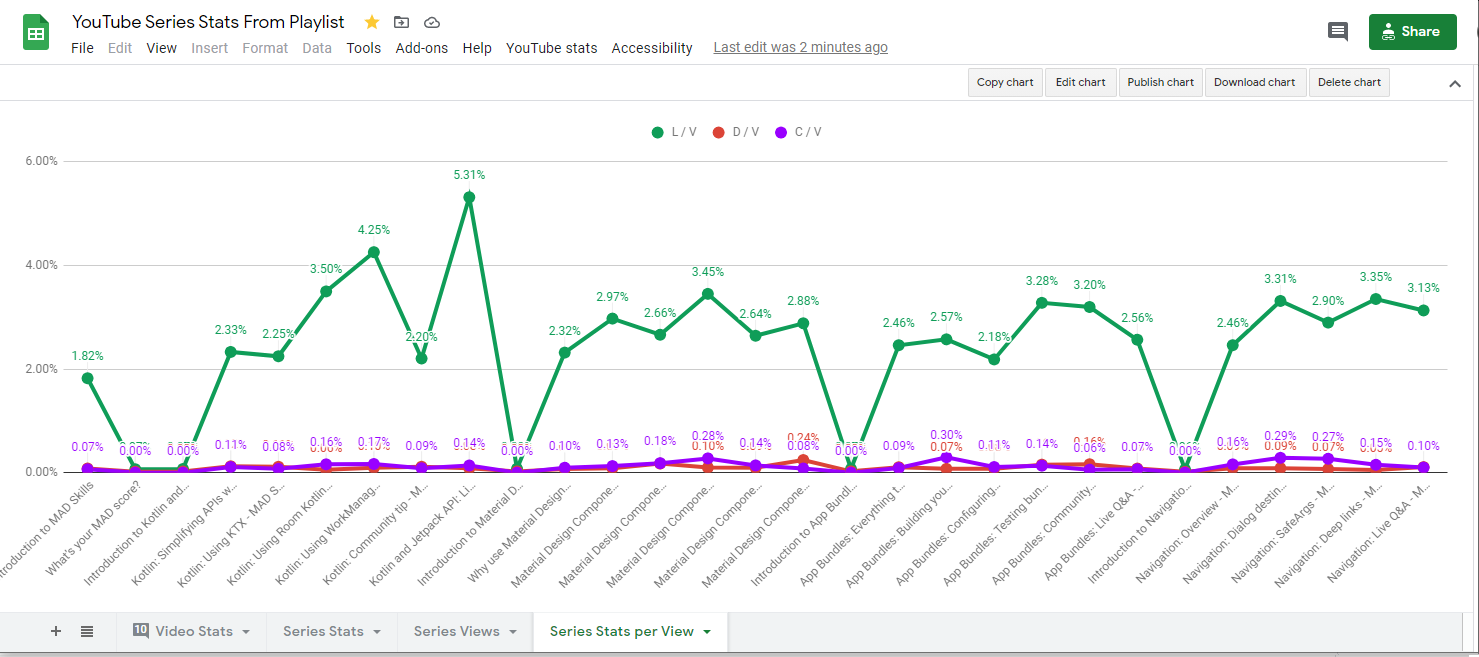 YouTube Series Stats From Playlist
File Edit View Insert Format Data Tools Add-ons Help YouTube stats Accessibility Last edit was 2 minutes ago
Share
Copy chart Edit chart Publish chart Download chart Delete chart
L / V D / V C / V
6.00%
5.31%
4.25%
4.00%
3.50%
3.45%
3.31%
3.35%
3.28%
3.20%
3.13%
2.97%
2.90%
2.88%
2.66%
2.64%
2.57%
2.56%
2.46%
2.46%
2.33%
2.25%
2.20%
2.32%
2.18%
2.00%
1.82%
0.07% 0.00% 0.00% 0.11% 0.08% 0.16% 0.17% 0.09% 0.14% 0.00% 0.10% 0.13% 0.18% 0.28% 0.14% 0.08% 0.00% 0.09% 0.30% 0.11% 0.14% 0.06% 0.07% 0.00% 0.16% 0.29% 0.27% 0.15% 0.10%
0.10% 0.24% 0.07% 0.16% 0.09% 0.07%
0.00%
Introduction to MAD Skills
What's your MAD score?
Introduction to Kotlin and...
Kotlin: Simplifying APIs w...
Kotlin: Using KTX - MAD S...
Kotlin: Using Room Kotlin...
Kotlin: Using WorkManag...
Kotlin: Community tip - M...
Kotlin and Jetpack API: Li...
Introduction to Material D...
Why use Material Design...
Material Design Compone...
Material Design Compone...
Material Design Compone...
Material Design Compone...
Material Design Compone...
Introduction to App Bundl...
App Bundles: Everything t...
App Bundles: Building you...
App Bundles: Configuring...
App Bundles: Testing bun...
App Bundles: Community...
App Bundles: Live Q&A -...
Introduction to Navigatio...
Navigation: Overview - M...
Navigation: Dialog destin...
Navigation: SafeArgs - M...
Navigation: Deep links - M...
Navigation: Live Q&A - M...
10 Video Stats Series Stats Series Views Series Stats per View